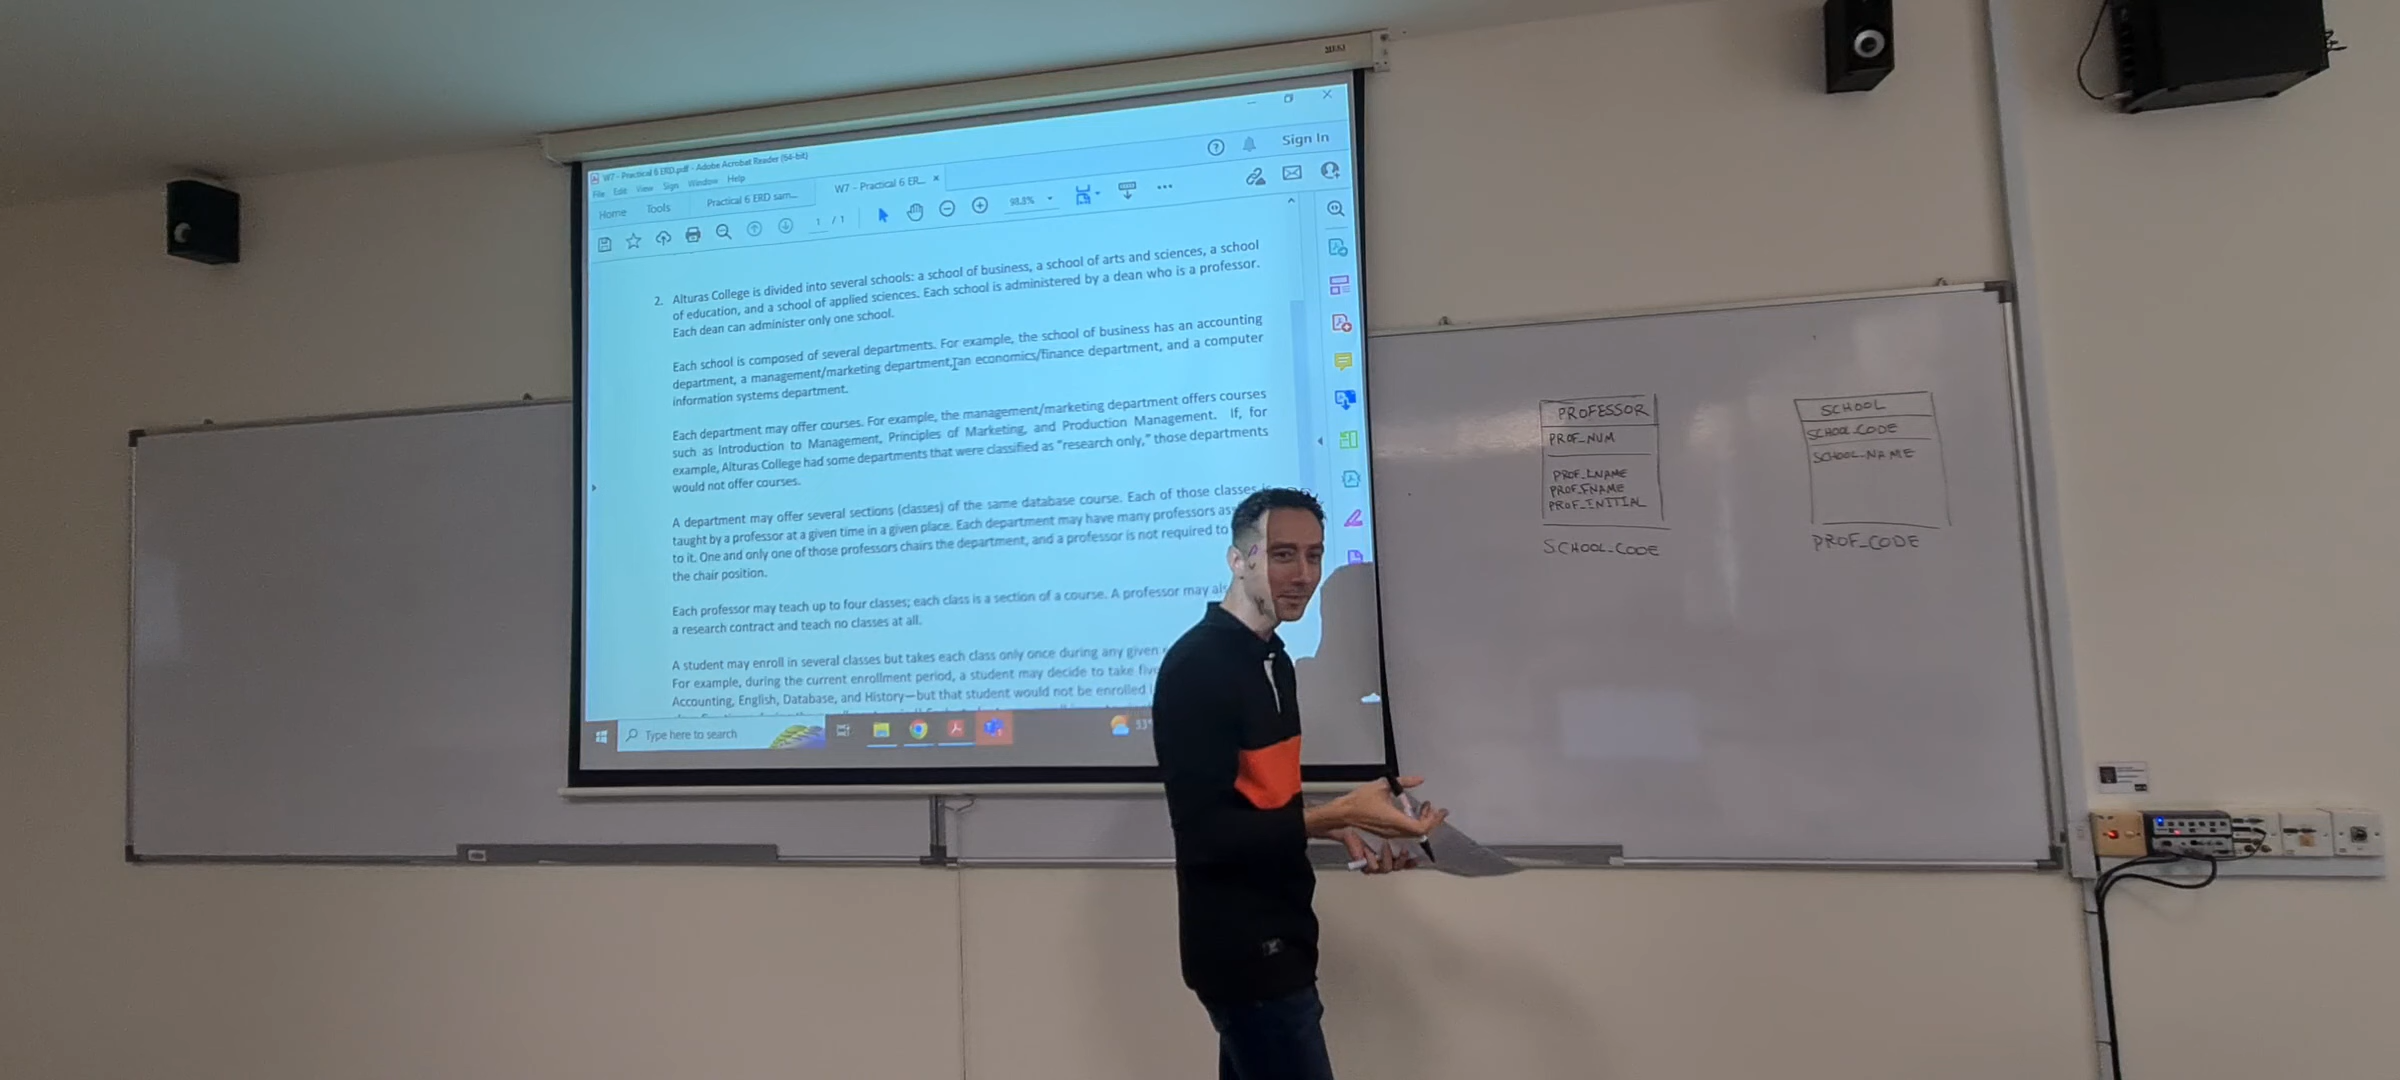 W7 - Practical 6 ERD.pdf - Adobe Acrobat Reader (64-bit)
File Edit View Sign Window Help
Home Tools Practical 6 ERD sam... W7 - Practical 6 ER... ×
Sign In
1 / 1 93.3%
2. Alturas College is divided into several schools: a school of business, a school of arts and sciences, a school
of education, and a school of applied sciences. Each school is administered by a dean who is a professor.
Each dean can administer only one school.
Each school is composed of several departments. For example, the school of business has an accounting
department, a management/marketing department, an economics/finance department, and a computer
information systems department.
Each department may offer courses. For example, the management/marketing department offers courses
such as Introduction to Management, Principles of Marketing, and Production Management. If, for
example, Alturas College had some departments that were classified as "research only," those departments
would not offer courses.
A department may offer several sections (classes) of the same database course. Each of those classes
taught by a professor at a given time in a given place. Each department may have many professors
to it. One and only one of those professors chairs the department, and a professor is not required to
the chair position.
Each professor may teach up to four classes; each class is a section of a course. A professor may
a research contract and teach no classes at all.
A student may enroll in several classes but takes each class only once during any given
For example, during the current enrollment period, a student may decide to take
Accounting, English, Database, and History—but that student would not be enrolled
Type here to search
53°
PROFESSOR
PROF_NUM
PROF_LNAME
PROF_FNAME
PROF_INITIAL
SCHOOL_CODE
SCHOOL
SCHOOL_CODE
SCHOOL_NAME
PROF_CODE